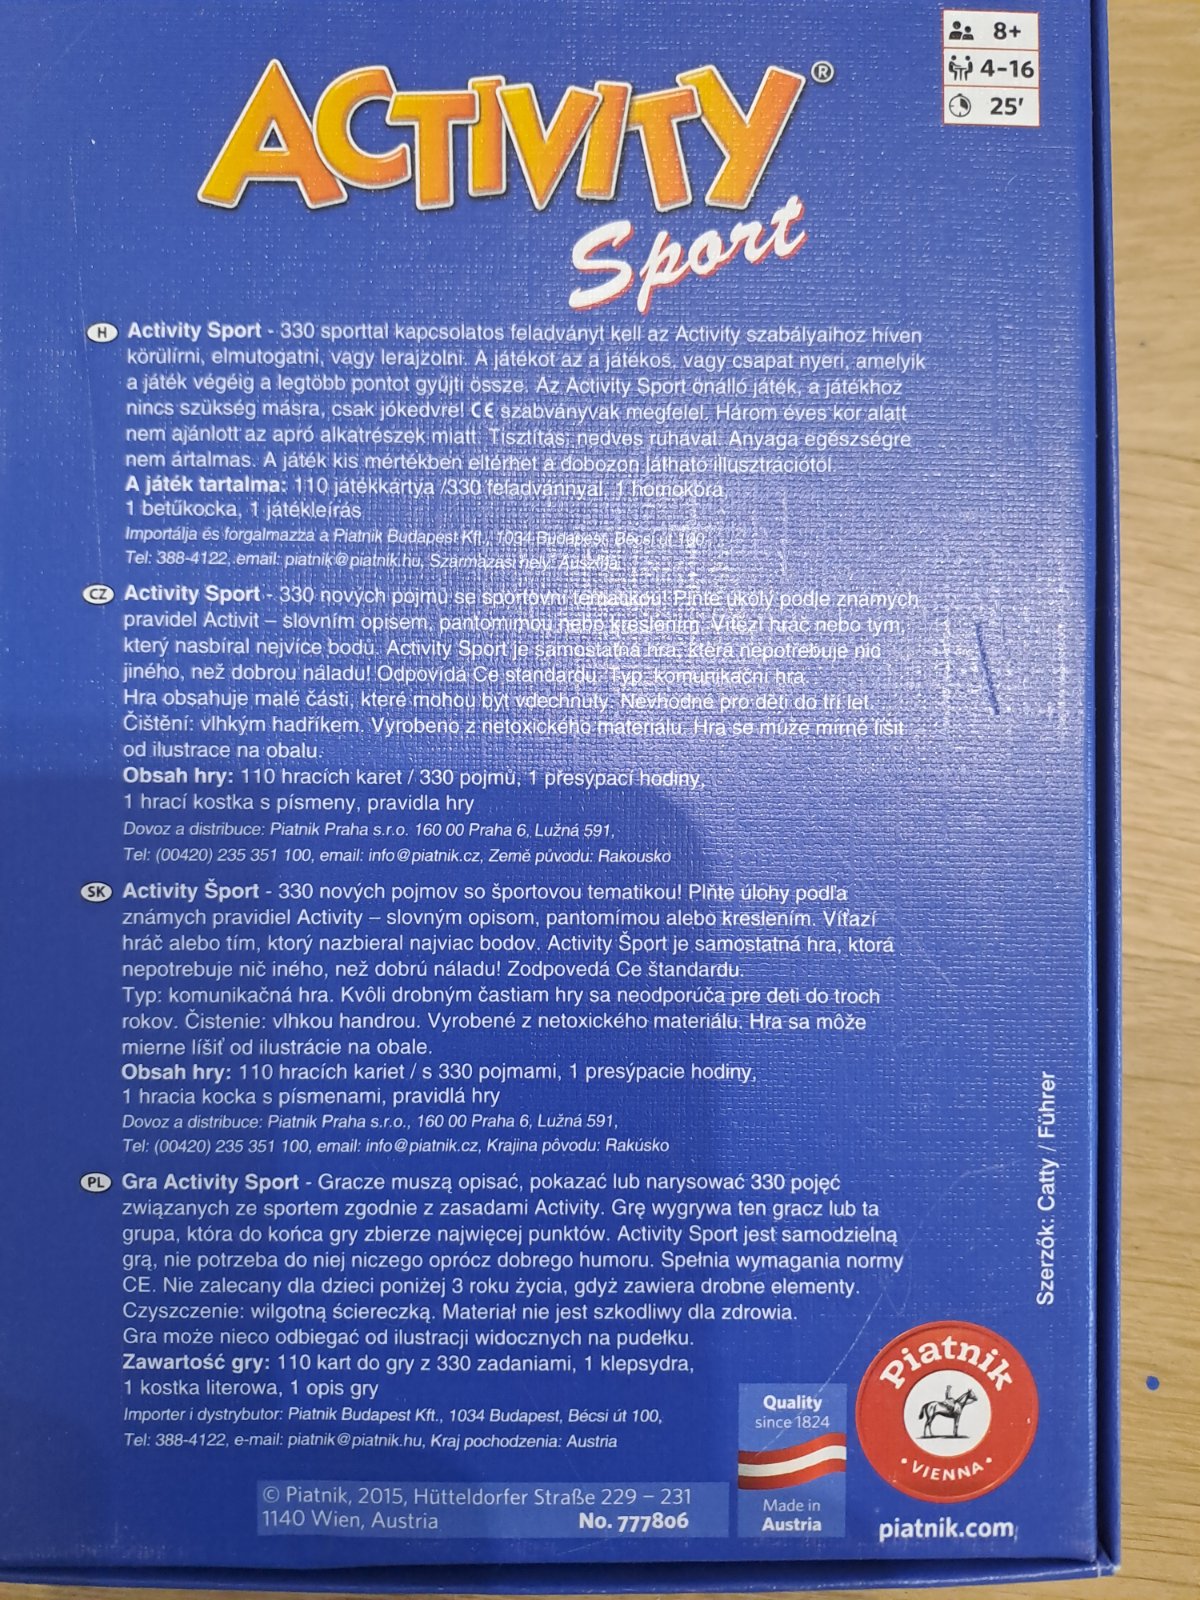 ACTIVITY®
Sport
8+
4-16
25'
H Activity Sport - 330 sporttal kapcsolatos feladványt kell az Activity szabályaihoz híven
körülírni, elmutogatni, vagy lerajzolni. A játékot az a játékos, vagy csapat nyeri, amelyik
a játék végéig a legtöbb pontot gyűjti össze. Az Activity Sport önálló játék, a játékhoz
nincs szükség másra, csak jókedvre! CE szabványvak megfelel. Három éves kor alatt
nem ajánlott az apró alkatrészek miatt. Tisztítás: nedves ruhával. Anyaga egészségre
nem ártalmas. A játék kis mértékben eltérhet a dobozon látható illusztrációtól.
A játék tartalma: 110 játékkártya /330 feladvánnyal, 1 homokóra,
1 betűkocka, 1 játékleírás
Importálja és forgalmazza a Piatnik Budapest Kft., 1034 Budapest, Bécsi út 100,
Tel: 388-4122, email: piatnik@piatnik.hu, Származási hely: Ausztria
CZ Activity Sport - 330 nových pojmů se sportovní tematikou! Plňte úkoly podle známých
pravidel Activit – slovním opisem, pantomimou nebo kreslením. Vítězí hráč nebo tým,
který nasbíral nejvíce bodů. Activity Sport je samostatná hra, která nepotřebuje nic
jiného, než dobrou náladu! Odpovídá Ce standardu. Typ: komunikační hra.
Hra obsahuje malé části, které mohou být vdechnuty. Nevhodné pro děti do tří let.
Čištění: vlhkým hadříkem. Vyrobeno z netoxického materiálu. Hra se může mírně lišit
od ilustrace na obalu.
Obsah hry: 110 hracích karet / 330 pojmů, 1 přesýpací hodiny,
1 hrací kostka s písmeny, pravidla hry
Dovoz a distribuce: Piatnik Praha s.r.o. 160 00 Praha 6, Lužná 591,
Tel: (00420) 235 351 100, email: info@piatnik.cz, Země původu: Rakousko
SK Activity Šport - 330 nových pojmov so športovou tematikou! Plňte úlohy podľa
známych pravidiel Activity – slovným opisom, pantomímou alebo kreslením. Víťazí
hráč alebo tím, ktorý nazbieral najviac bodov. Activity Šport je samostatná hra, ktorá
nepotrebuje nič iného, než dobrú náladu! Zodpovedá Ce štandardu.
Typ: komunikačná hra. Kvôli drobným častiam hry sa neodporúča pre deti do troch
rokov. Čistenie: vlhkou handrou. Vyrobené z netoxického materiálu. Hra sa môže
mierne líšiť od ilustrácie na obale.
Obsah hry: 110 hracích kariet / s 330 pojmami, 1 presýpacie hodiny,
1 hracia kocka s písmenami, pravidlá hry
Dovoz a distribuce: Piatnik Praha s.r.o., 160 00 Praha 6, Lužná 591,
Tel: (00420) 235 351 100, email: info@piatnik.cz, Krajina pôvodu: Rakúsko
PL Gra Activity Sport - Gracze muszą opisać, pokazać lub narysować 330 pojęć
związanych ze sportem zgodnie z zasadami Activity. Grę wygrywa ten gracz lub ta
grupa, która do końca gry zbierze najwięcej punktów. Activity Sport jest samodzielną
grą, nie potrzeba do niej niczego oprócz dobrego humoru. Spełnia wymagania normy
CE. Nie zalecany dla dzieci poniżej 3 roku życia, gdyż zawiera drobne elementy.
Czyszczenie: wilgotną ściereczką. Materiał nie jest szkodliwy dla zdrowia.
Gra może nieco odbiegać od ilustracji widocznych na pudełku.
Zawartość gry: 110 kart do gry z 330 zadaniami, 1 klepsydra,
1 kostka literowa, 1 opis gry
Importer i dystrybutor: Piatnik Budapest Kft., 1034 Budapest, Bécsi út 100,
Tel: 388-4122, e-mail: piatnik@piatnik.hu, Kraj pochodzenia: Austria
Szerzők: Catty / Führer
© Piatnik, 2015, Hütteldorfer Straße 229 – 231
1140 Wien, Austria No. 777806
Quality
since 1824
Made in
Austria
Piatnik
• VIENNA •
piatnik.com